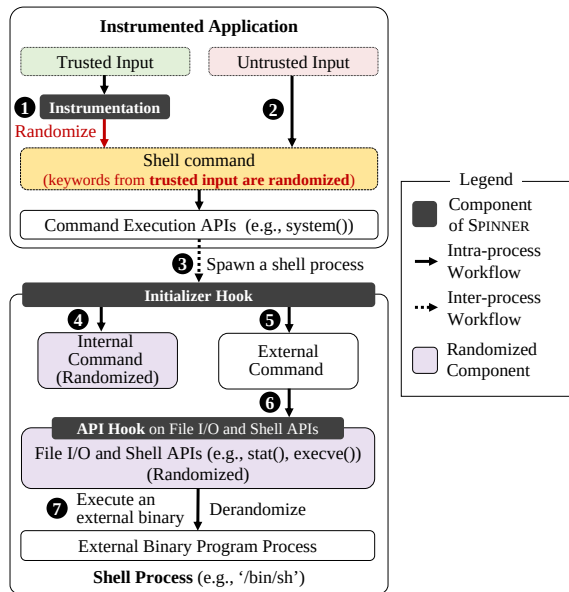 Instrumented Application
Trusted Input
Untrusted Input
1
Instrumentation
2
Randomize
Shell command
(keywords from trusted input are randomized)
Command Execution APIs (e.g., system())
3
Spawn a shell process
Initializer Hook
4
5
Internal
Command
(Randomized)
External
Command
6
API Hook on File I/O and Shell APIs
File I/O and Shell APIs (e.g., stat(), execve())
(Randomized)
7
Execute an
external binary
Derandomize
External Binary Program Process
Shell Process (e.g., ‘/bin/sh’)
Legend
Component
of SPINNER
Intra-process
Workflow
Inter-process
Workflow
Randomized
Component